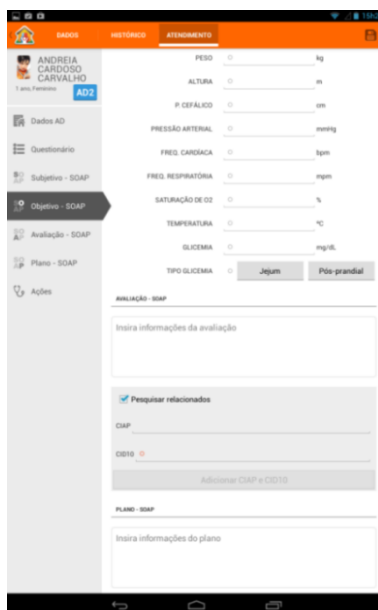 DADOS
HISTÓRICO
ATENDIMENTO
ANDREIA
CARDOSO
CARVALHO
1 ano, Feminino
AD2
Dados AD
Questionário
Subjetivo - SOAP
Objetivo - SOAP
Avaliação - SOAP
Plano - SOAP
Ações
PESO kg
ALTURA m
P. CEFÁLICO cm
PRESSÃO ARTERIAL mmHg
FREQ. CARDÍACA bpm
FREQ. RESPIRATÓRIA mpm
SATURAÇÃO DE O2 %
TEMPERATURA ºC
GLICEMIA mg/dL
TIPO GLICEMIA Jejum Pós-prandial
AVALIAÇÃO - SOAP
Insira informações da avaliação
Pesquisar relacionados
CIAP
CID10
Adicionar CIAP e CID10
PLANO - SOAP
Insira informações do plano